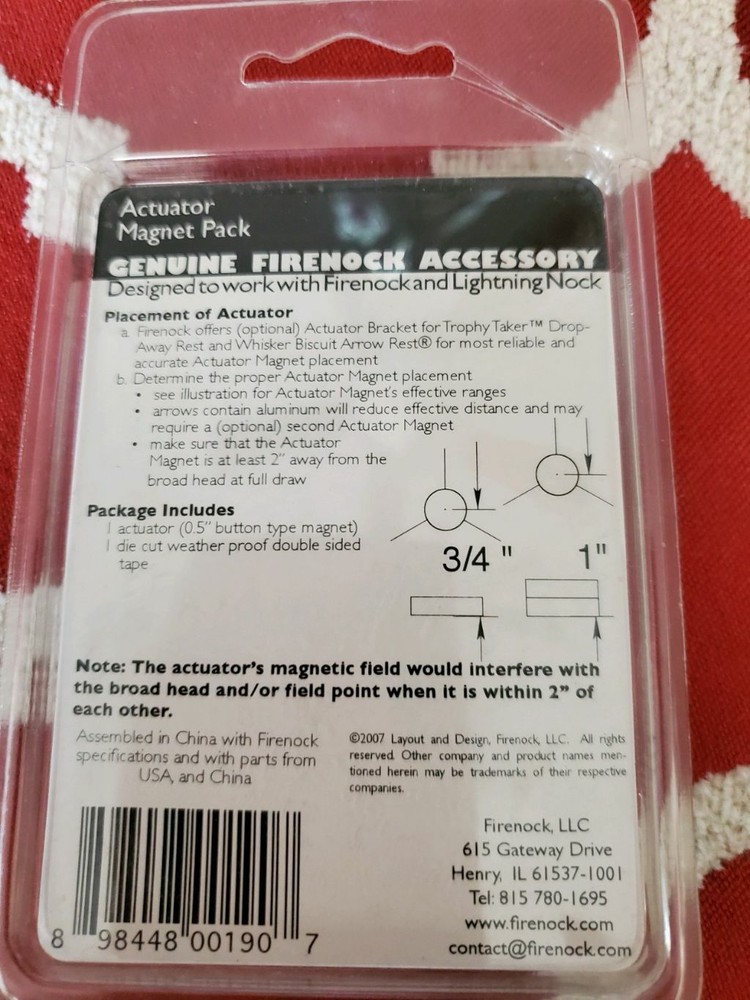 Actuator
Magnet Pack
GENUINE FIRENOCK ACCESSORY
Designed to work with Firenock and Lightning Nock
Placement of Actuator
a. Firenock offers (optional) Actuator Bracket for Trophy Taker™ Drop-
Away Rest and Whisker Biscuit Arrow Rest® for most reliable and
accurate Actuator Magnet placement
b. Determine the proper Actuator Magnet placement
• see illustration for Actuator Magnet's effective ranges
• arrows contain aluminum will reduce effective distance and may
require a (optional) second Actuator Magnet
• make sure that the Actuator
Magnet is at least 2" away from the
broad head at full draw
Package Includes
1 actuator (0.5" button type magnet)
1 die cut weather proof double sided
tape
3/4 "
1"
Note: The actuator's magnetic field would interfere with
the broad head and/or field point when it is within 2" of
each other.
Assembled in China with Firenock
specifications and with parts from
USA, and China
©2007 Layout and Design, Firenock, LLC. All rights
reserved. Other company and product names men-
tioned herein may be trademarks of their respective
companies.
Firenock, LLC
615 Gateway Drive
Henry, IL 61537-1001
Tel: 815 780-1695
www.firenock.com
contact@firenock.com
8 98448 00190 7